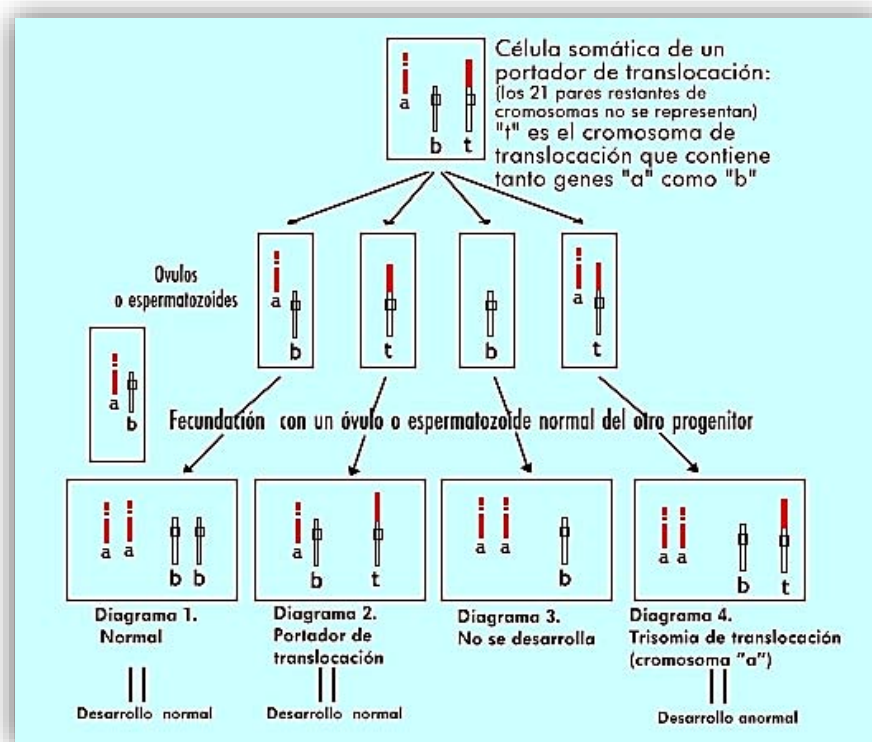 Célula somática de un
portador de translocación:
(los 21 pares restantes de
cromosomas no se representan)
"t" es el cromosoma de
translocación que contiene
tanto genes "a" como "b"
a
b
t
Ovulos
o espermatozoides
a
b
t
b
a
t
a
b
Fecundación con un óvulo o espermatozoide normal del otro progenitor
a a
b b
a
b
t
a a
b
a a
b
t
Diagrama 1.
Normal
Diagrama 2.
Portador de
translocación
Diagrama 3.
No se desarrolla
Diagrama 4.
Trisomia de translocación
(cromosoma "a")
Desarrollo normal
Desarrollo normal
Desarrollo anormal